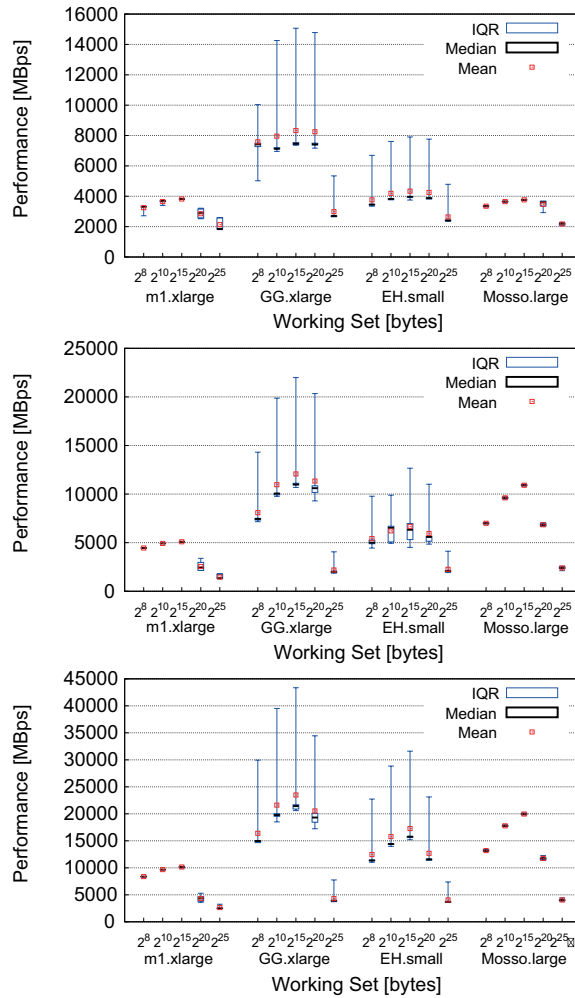 16000
14000
12000
10000
8000
6000
4000
2000
0
Performance [MBps]
IQR
Median
Mean
2^8 2^10 2^15 2^20 2^25 2^8 2^10 2^15 2^20 2^25 2^8 2^10 2^15 2^20 2^25 2^8 2^10 2^15 2^20 2^25
m1.xlarge GG.xlarge EH.small Mosso.large
Working Set [bytes]
25000
20000
15000
10000
5000
0
Performance [MBps]
IQR
Median
Mean
2^8 2^10 2^15 2^20 2^25 2^8 2^10 2^15 2^20 2^25 2^8 2^10 2^15 2^20 2^25 2^8 2^10 2^15 2^20 2^25
m1.xlarge GG.xlarge EH.small Mosso.large
Working Set [bytes]
45000
40000
35000
30000
25000
20000
15000
10000
5000
0
Performance [MBps]
IQR
Median
Mean
2^8 2^10 2^15 2^20 2^25 2^8 2^10 2^15 2^20 2^25 2^8 2^10 2^15 2^20 2^25 2^8 2^10 2^15 2^20 2^25
m1.xlarge GG.xlarge EH.small Mosso.large
Working Set [bytes]